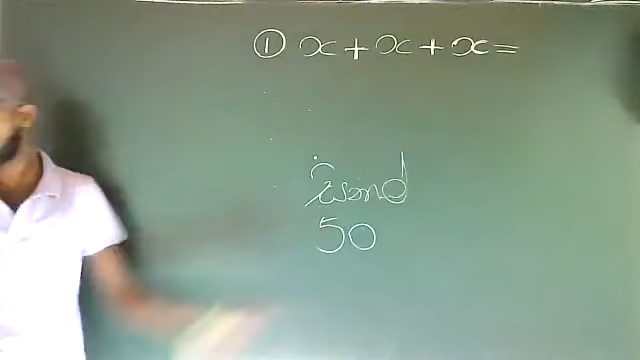 ① x + x + x =
50